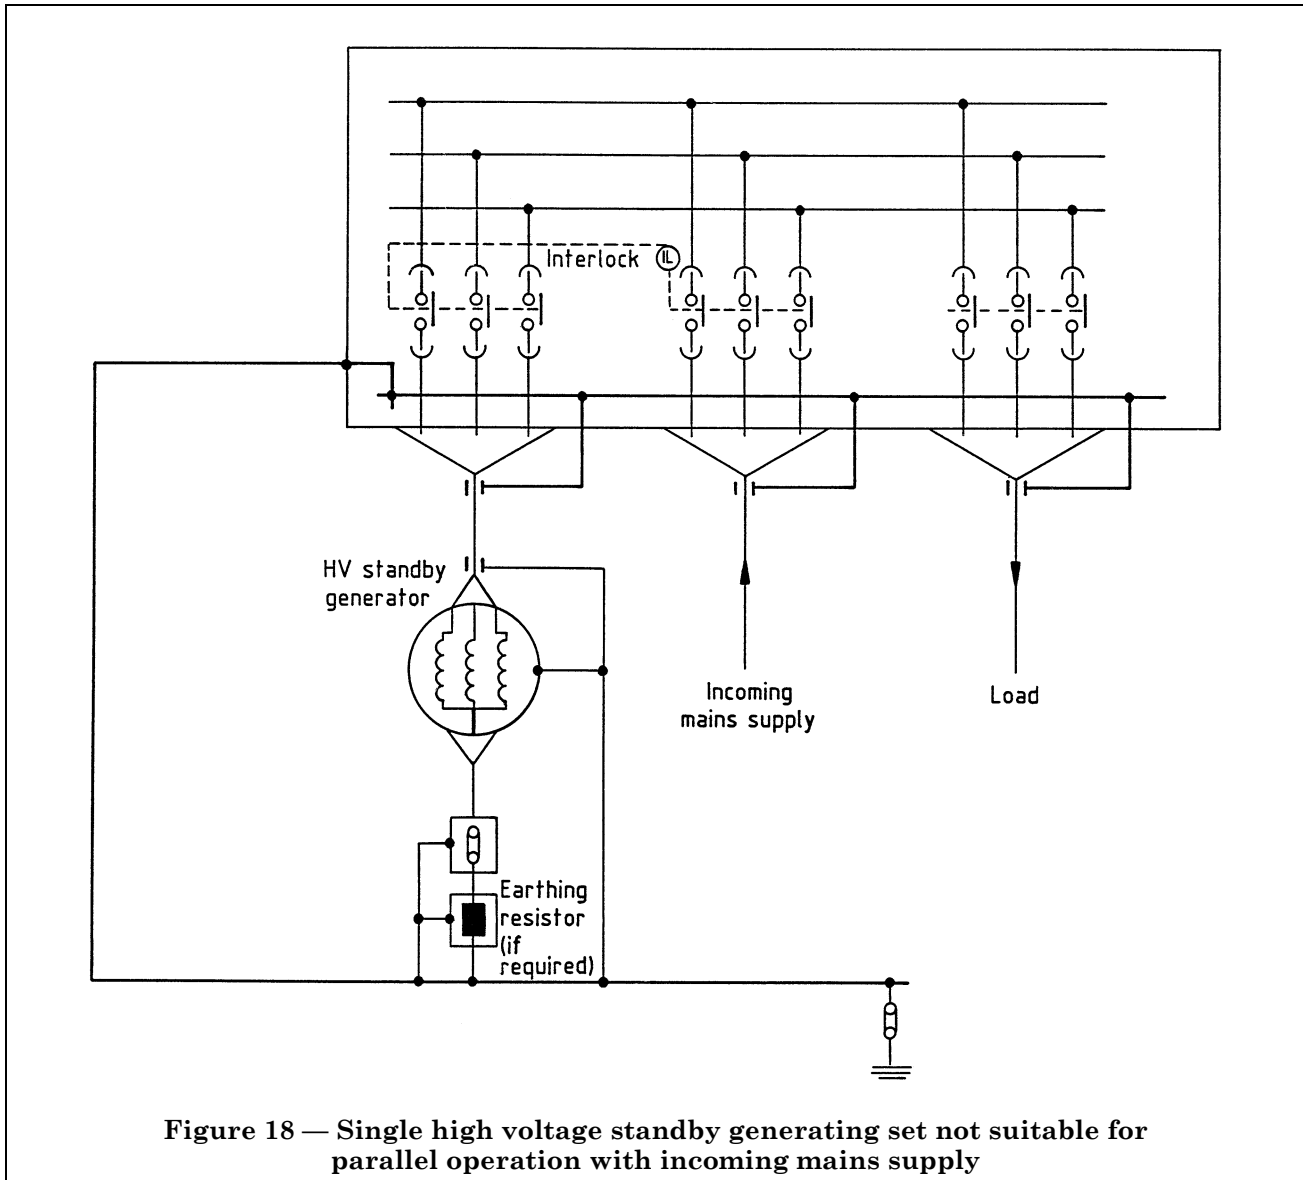 Interlock
IL
HV standby
generator
Incoming
mains supply
Load
Earthing
resistor
(if
required)
Figure 18 — Single high voltage standby generating set not suitable for
parallel operation with incoming mains supply